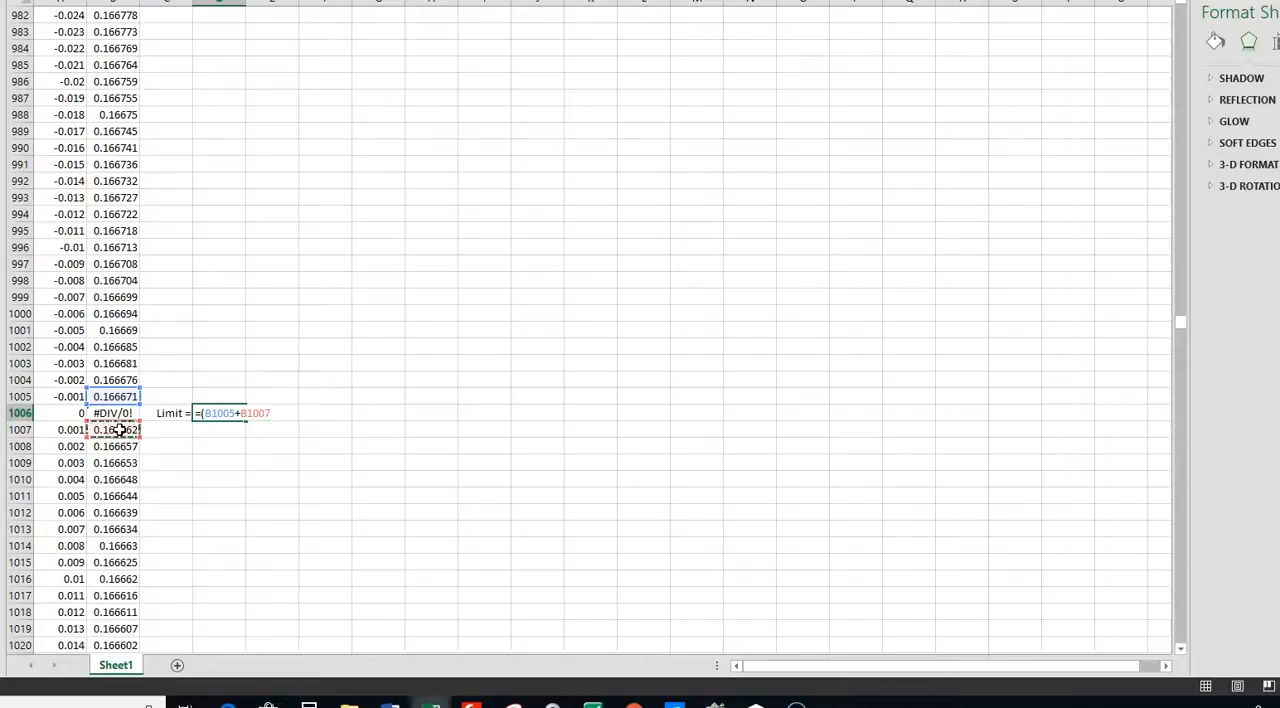 Format Sh
982 -0.024 0.166778
983 -0.023 0.166773
SHADOW
984 -0.022 0.166769
985 -0.021 0.166764
REFLECTION
986 -0.02 0.166759
987 -0.019 0.166755
GLOW
988 -0.018 0.16675
989 -0.017 0.166745
SOFT EDGES
990 -0.016 0.166741
991 -0.015 0.166736
3-D FORMAT
992 -0.014 0.166732
3-D ROTATIO
993 -0.013 0.166727
994 -0.012 0.166722
995 -0.011 0.166718
996 -0.01 0.166713
997 -0.009 0.166708
998 -0.008 0.166704
999 -0.007 0.166699
1000 -0.006 0.166694
1001 -0.005 0.16669
1002 -0.004 0.166685
1003 -0.003 0.166681
1004 -0.002 0.166676
1005 -0.001 0.166671
1006 0 #DIV/0! Limit = =(B1005+B1007
1007 0.001
1008 0.002 0.166657
1009 0.003 0.166653
1010 0.004 0.166648
1011 0.005 0.166644
1012 0.006 0.166639
1013 0.007 0.166634
1014 0.008 0.16663
1015 0.009 0.166625
1016 0.01 0.16662
1017 0.011 0.166616
1018 0.012 0.166611
1019 0.013 0.166607
1020 0.014 0.166602
Sheet1